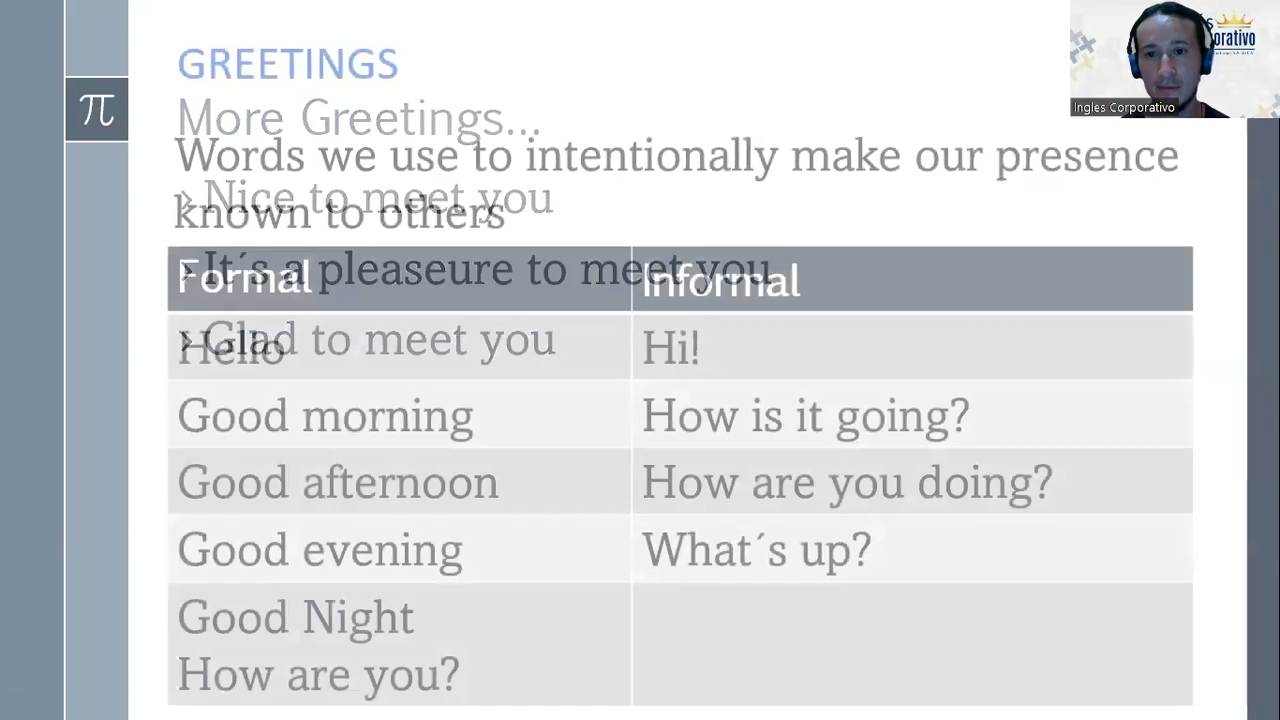 GREETINGS
More Greetings...
Words we use to intentionally make our presence
known to others
› Nice to meet you
› It´s a pleaseure to meet you
› Glad to meet you
Formal Informal
Hello Hi!
Good morning How is it going?
Good afternoon How are you doing?
Good evening What´s up?
Good Night
How are you?
π
orativo
Ingles Corporativo